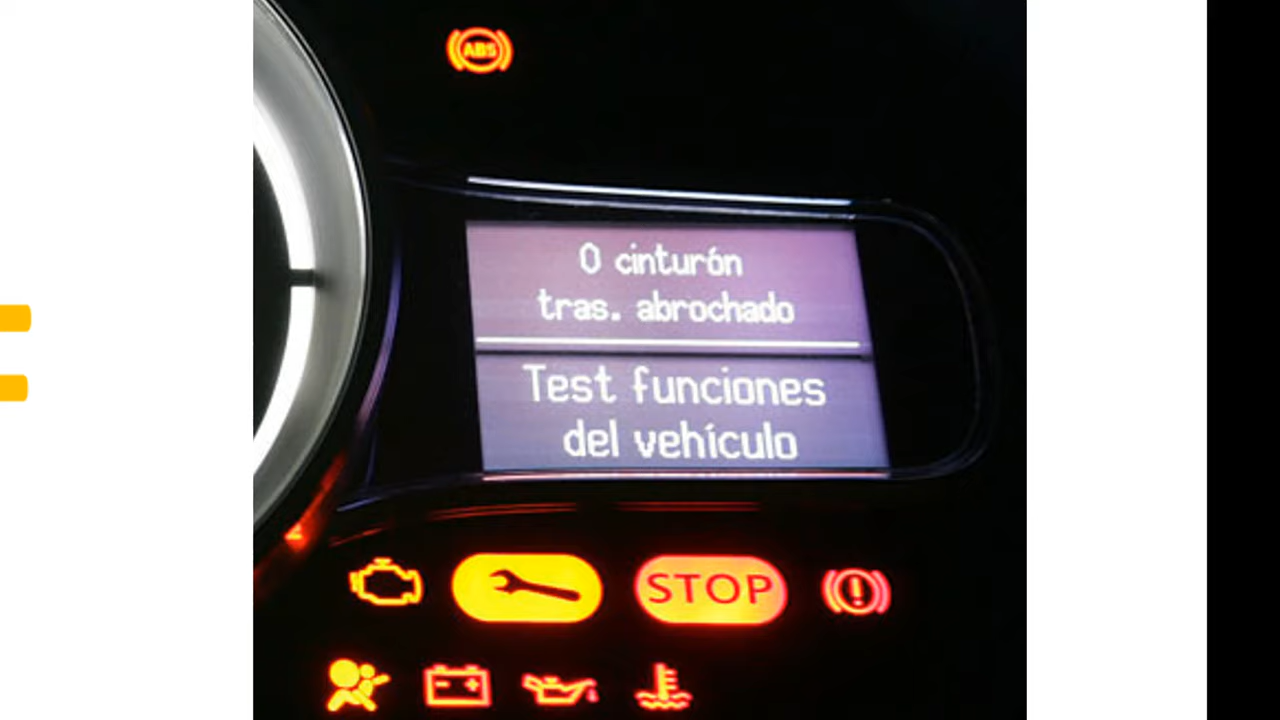 ABS
0 cinturón
tras. abrochado
Test funciones
del vehículo
STOP